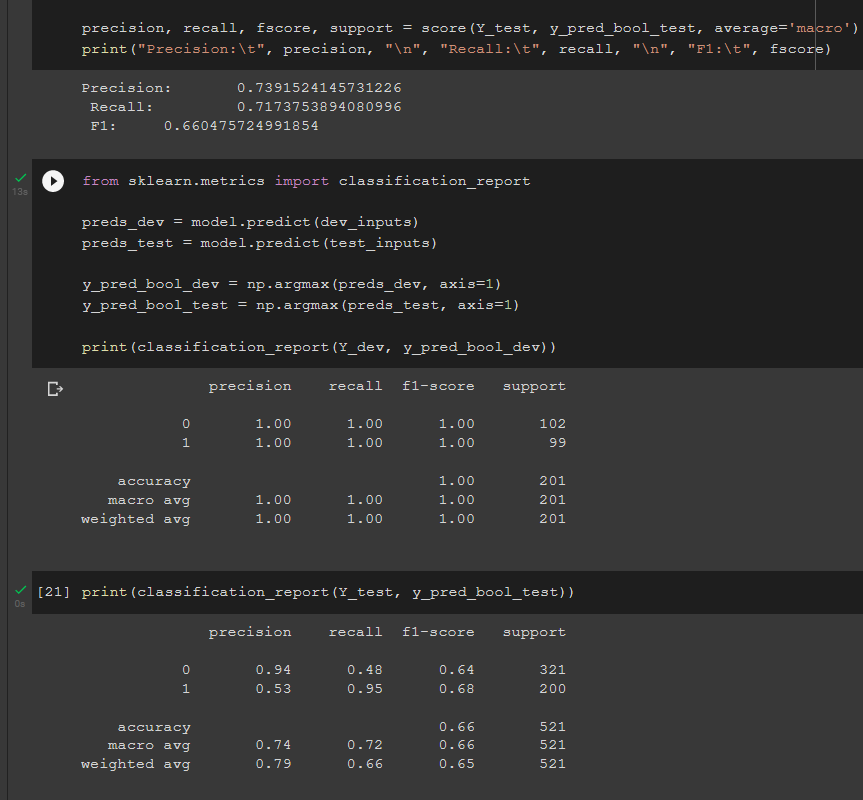 precision, recall, fscore, support = score(Y_test, y_pred_bool_test, average='macro')
print("Precision:\t", precision, "\n", "Recall:\t", recall, "\n", "F1:\t", fscore)
Precision: 0.7391524145731226
Recall: 0.7173753894080996
F1: 0.660475724991854
from sklearn.metrics import classification_report
13s
preds_dev = model.predict(dev_inputs)
preds_test = model.predict(test_inputs)
y_pred_bool_dev = np.argmax(preds_dev, axis=1)
y_pred_bool_test = np.argmax(preds_test, axis=1)
print(classification_report(Y_dev, y_pred_bool_dev))
precision recall f1-score support
0 1.00 1.00 1.00 102
1 1.00 1.00 1.00 99
accuracy 1.00 201
macro avg 1.00 1.00 1.00 201
weighted avg 1.00 1.00 1.00 201
[21] print(classification_report(Y_test, y_pred_bool_test))
0s
precision recall f1-score support
0 0.94 0.48 0.64 321
1 0.53 0.95 0.68 200
accuracy 0.66 521
macro avg 0.74 0.72 0.66 521
weighted avg 0.79 0.66 0.65 521